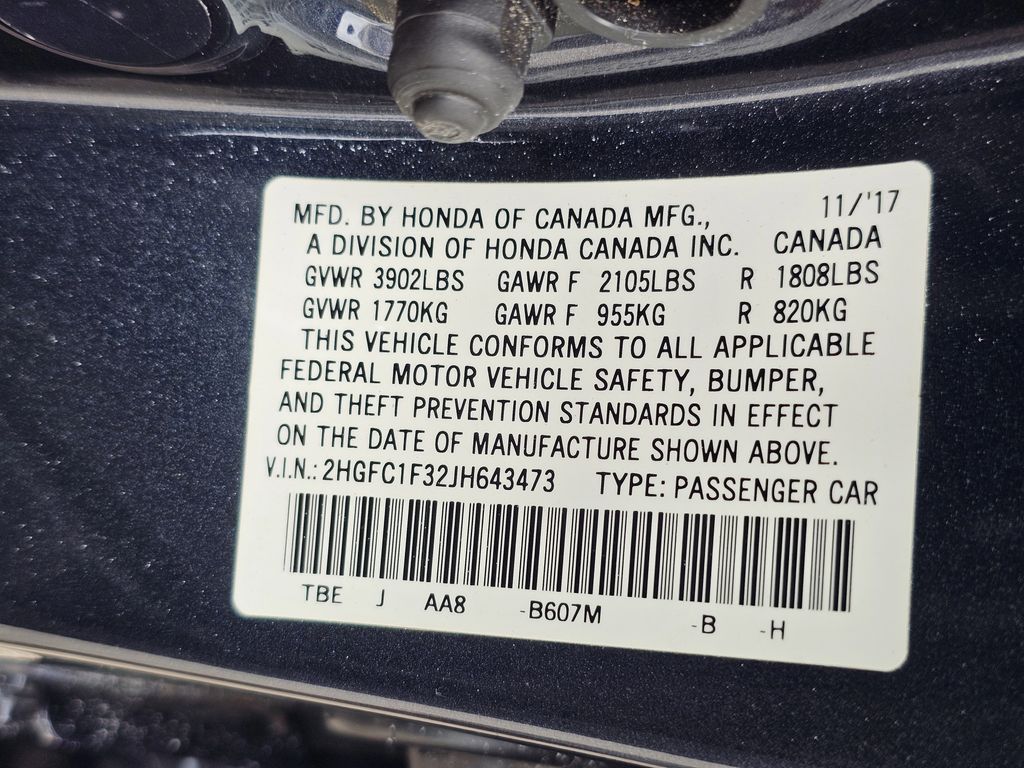 11/'17
MFD. BY HONDA OF CANADA MFG.,
A DIVISION OF HONDA CANADA INC. CANADA
GVWR 3902LBS GAWR F 2105LBS R 1808LBS
GVWR 1770KG GAWR F 955KG R 820KG
THIS VEHICLE CONFORMS TO ALL APPLICABLE
FEDERAL MOTOR VEHICLE SAFETY, BUMPER,
AND THEFT PREVENTION STANDARDS IN EFFECT
ON THE DATE OF MANUFACTURE SHOWN ABOVE.
V.I.N.: 2HGFC1F32JH643473 TYPE: PASSENGER CAR
TBE J AA8 -B607M -B -H